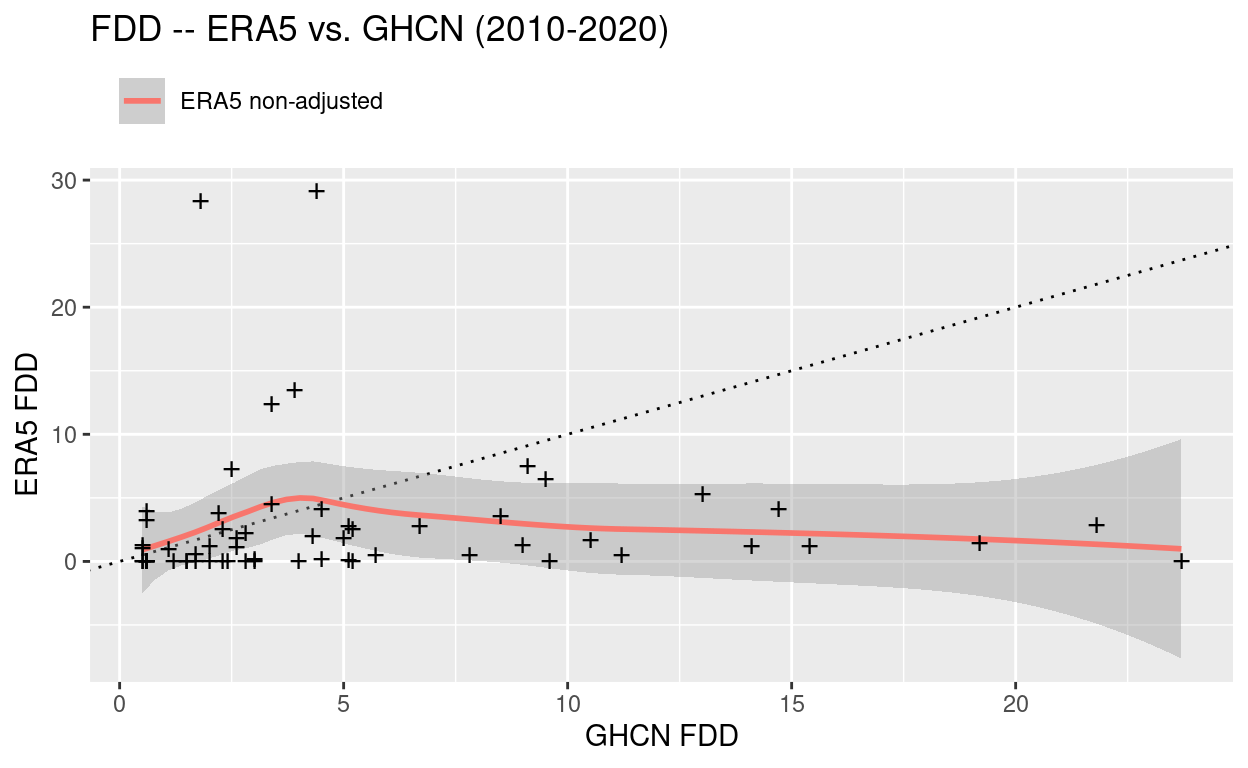 FDD -- ERA5 vs. GHCN (2010-2020)
ERA5 non-adjusted
30
20
10
0
ERA5 FDD
0 5 10 15 20
GHCN FDD